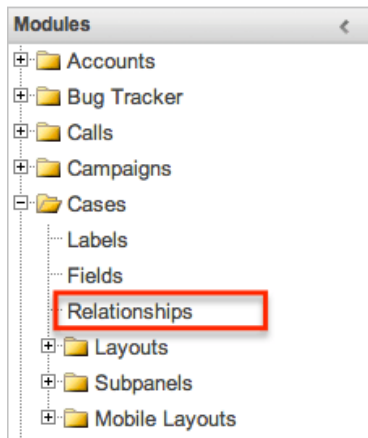 Modules
Accounts
Bug Tracker
Calls
Campaigns
Cases
Labels
Fields
Relationships
Layouts
Subpanels
Mobile Layouts